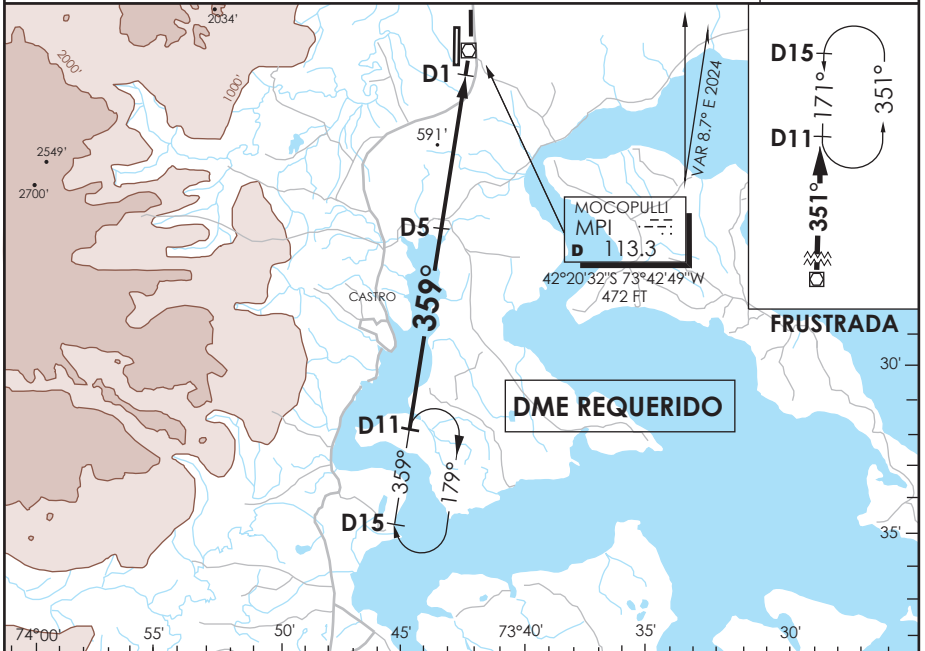 2034'
2000'
1000'
2549'
2700'
D1
591'
D5
359°
CASTRO
D11
359°
179°
D15
MOCOPULLI
MPI
D 113.3
42°20'32"S 73°42'49"W
472 FT
VAR 8.7° E 2024
D15
171°
351°
D11
351°
FRUSTRADA
DME REQUERIDO
30'
35'
74°00'
55'
50'
45'
73°40'
35'
30'